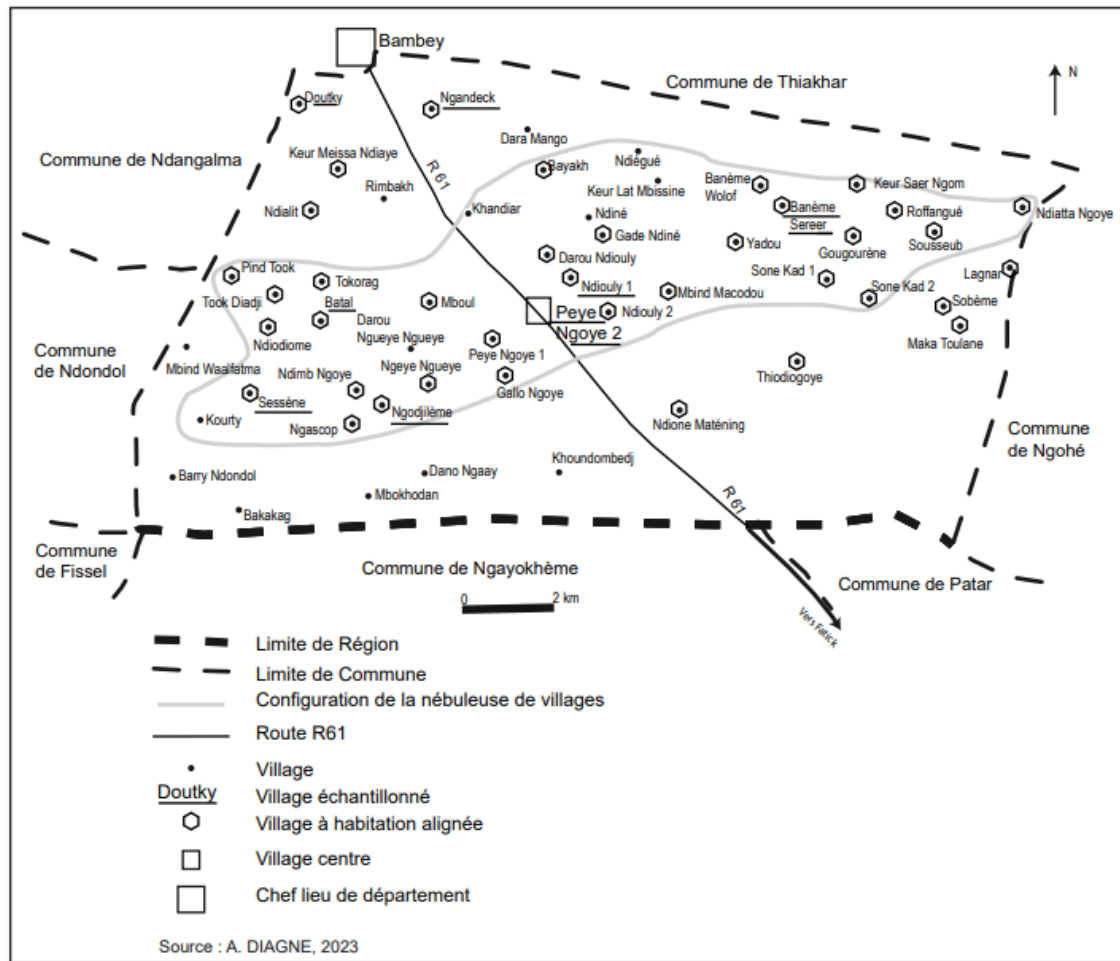 Bambey
Commune de Thiakhar
N
Doutky
Ngandeck
Dara Mango
Commune de Ndangalma
Keur Meissa Ndiaye
R 61
Bayakh
Ndiègué
Rimbakh
Keur Lat Mbissine
Banème
Wolof
Keur Saer Ngom
Ndialit
Khandiar
Ndiné
Banème
Sereer
Roffangué
Ndiatta Ngoye
Gade Ndiné
Yadou
Gougourène
Sousseub
Darou Ndiouly
Pind Took
Tokorag
Ndiouly 1
Sone Kad 1
Lagnar
Took Diadji
Batal
Mboul
Mbind Macodou
Sone Kad 2
Sobème
Ndiodiome
Darou
Ngueye Ngueye
Peye
Ngoye 2
Ndiouly 2
Maka Toulane
Commune
de Ndondol
Mbind Waalfatma
Ndimb Ngoye
Ngeye Ngueye
Peye Ngoye 1
Thiodiogoye
Sessène
Gallo Ngoye
Kourty
Ngascop
Ngodjilème
Ndione Maténing
Commune
de Ngohé
Barry Ndondol
Dano Ngaay
Khoundombedj
Mbokhodan
R 61
Bakakag
Commune
de Fissel
Commune de Ngayokhème
Commune de Patar
0 2 km
Vers Fatick
Limite de Région
Limite de Commune
Configuration de la nébuleuse de villages
Route R61
Village
Doutky Village échantillonné
Village à habitation alignée
Village centre
Chef lieu de département
Source : A. DIAGNE, 2023